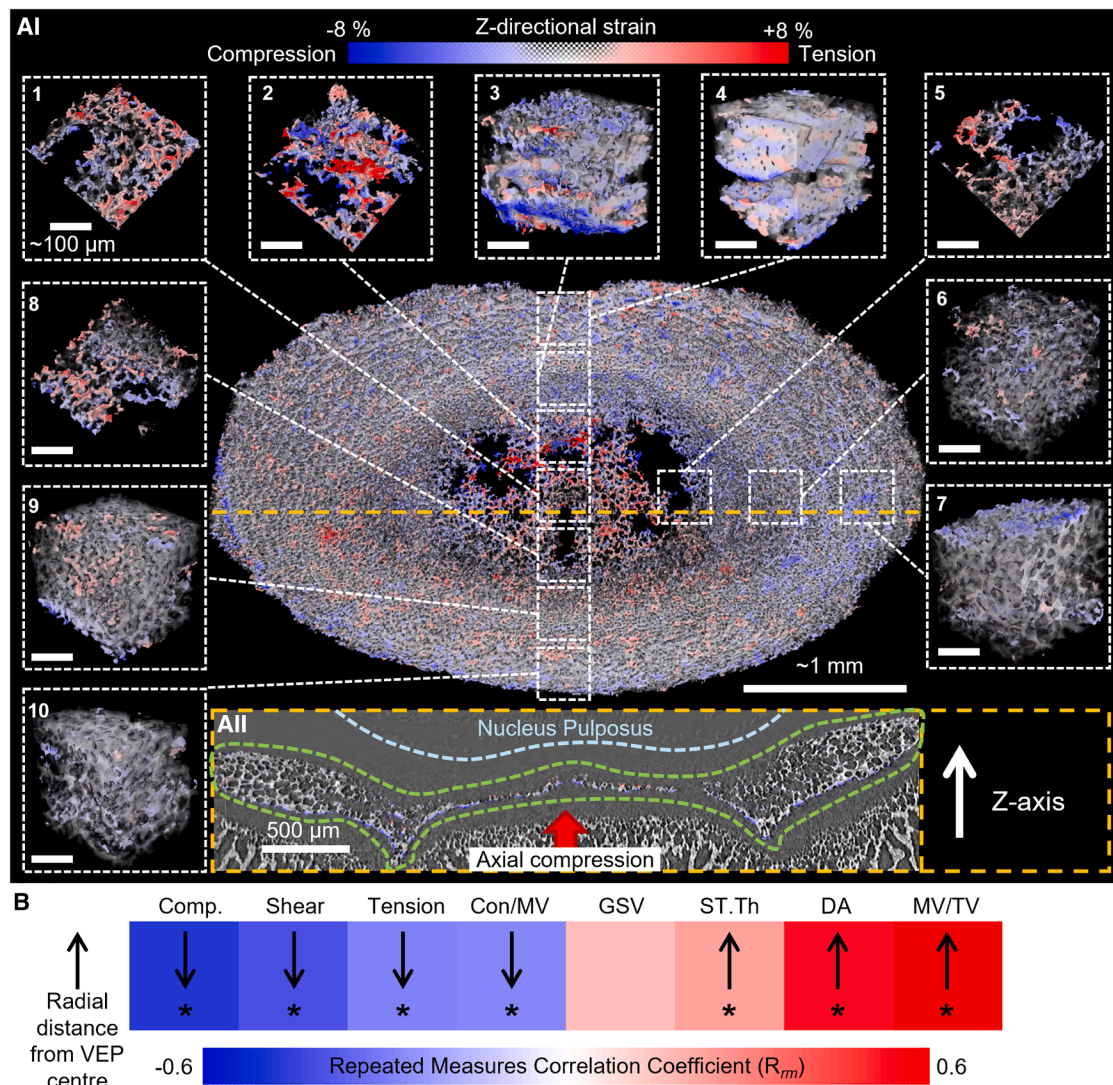 AI
-8 % Z-directional strain +8 %
Compression Tension
1
2
3
4
5
~100 µm
8
6
9
7
~1 mm
10
AII
Nucleus Pulposus
Z-axis
500 µm
Axial compression
B
Comp. Shear Tension Con/MV GSV ST.Th DA MV/TV
* * * * * * *
Radial
distance
from VEP
centre
-0.6 Repeated Measures Correlation Coefficient (Rrm) 0.6